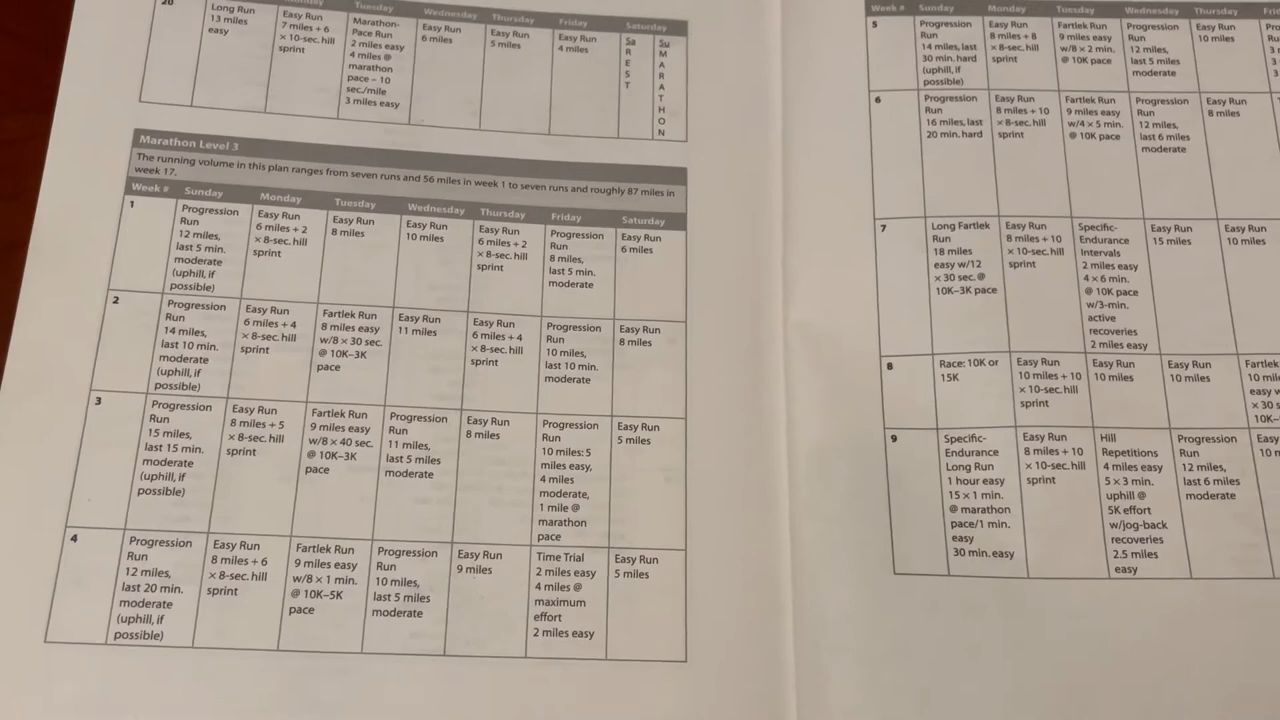 20
Long Run
13 miles
easy
Easy Run
7 miles + 6
× 10-sec. hill
sprint
Tuesday
Marathon-
Pace Run
2 miles easy
4 miles @
marathon
pace – 10
sec./mile
3 miles easy
Wednesday
Easy Run
6 miles
Thursday
Easy Run
5 miles
Friday
Easy Run
4 miles
Saturday
Sa
R
E
S
T
Su
M
A
R
A
T
H
O
N
Marathon Level 3
The running volume in this plan ranges from seven runs and 56 miles in week 1 to seven runs and roughly 87 miles in
week 17.
Week # Sunday Monday Tuesday Wednesday Thursday Friday Saturday
1
Progression
Run
12 miles,
last 5 min.
moderate
(uphill, if
possible)
Easy Run
6 miles + 2
× 8-sec. hill
sprint
Easy Run
8 miles
Easy Run
10 miles
Easy Run
6 miles + 2
× 8-sec. hill
sprint
Progression
Run
8 miles,
last 5 min.
moderate
Easy Run
6 miles
2
Progression
Run
14 miles,
last 10 min.
moderate
(uphill, if
possible)
Easy Run
6 miles + 4
× 8-sec. hill
sprint
Fartlek Run
8 miles easy
w/8 × 30 sec.
@ 10K–3K
pace
Easy Run
11 miles
Easy Run
6 miles + 4
× 8-sec. hill
sprint
Progression
Run
10 miles,
last 10 min.
moderate
Easy Run
8 miles
3
Progression
Run
15 miles,
last 15 min.
moderate
(uphill, if
possible)
Easy Run
8 miles + 5
× 8-sec. hill
sprint
Fartlek Run
9 miles easy
w/8 × 40 sec.
@ 10K–3K
pace
Progression
Run
11 miles,
last 5 miles
moderate
Easy Run
8 miles
Progression
Run
10 miles: 5
miles easy,
4 miles
moderate,
1 mile @
marathon
pace
Easy Run
5 miles
4
Progression
Run
12 miles,
last 20 min.
moderate
(uphill, if
possible)
Easy Run
8 miles + 6
× 8-sec. hill
sprint
Fartlek Run
9 miles easy
w/8 × 1 min.
@ 10K–5K
pace
Progression
Run
10 miles,
last 5 miles
moderate
Easy Run
9 miles
Time Trial
2 miles easy
4 miles @
maximum
effort
2 miles easy
Easy Run
5 miles
Week # Sunday Monday Tuesday Wednesday Thursday
5
Progression
Run
14 miles, last
30 min. hard
(uphill, if
possible)
Easy Run
8 miles + 8
× 8-sec. hill
sprint
Fartlek Run
9 miles easy
w/8 × 2 min.
@ 10K pace
Progression
Run
12 miles,
last 5 miles
moderate
Easy Run
10 miles
6
Progression
Run
16 miles, last
20 min. hard
Easy Run
8 miles + 10
× 8-sec. hill
sprint
Fartlek Run
9 miles easy
w/4 × 5 min.
@ 10K pace
Progression
Run
12 miles,
last 6 miles
moderate
Easy Run
8 miles
7
Long Fartlek
Run
18 miles
easy w/12
× 30 sec. @
10K–3K pace
Easy Run
8 miles + 10
× 10-sec. hill
sprint
Specific-
Endurance
Intervals
2 miles easy
4 × 6 min.
@ 10K pace
w/3-min.
active
recoveries
2 miles easy
Easy Run
15 miles
Easy Run
10 miles
8
Race: 10K or
15K
Easy Run
10 miles + 10
× 10-sec. hill
sprint
Easy Run
10 miles
Easy Run
10 miles
Fartlek
10 mil
easy w
× 30 s
10K–
9
Specific-
Endurance
Long Run
1 hour easy
15 × 1 min.
@ marathon
pace/1 min.
easy
30 min. easy
Easy Run
8 miles + 10
× 10-sec. hill
sprint
Hill
Repetitions
4 miles easy
5 × 3 min.
uphill @
5K effort
w/jog-back
recoveries
2.5 miles
easy
Progression
Run
12 miles,
last 6 miles
moderate
Easy
10 m